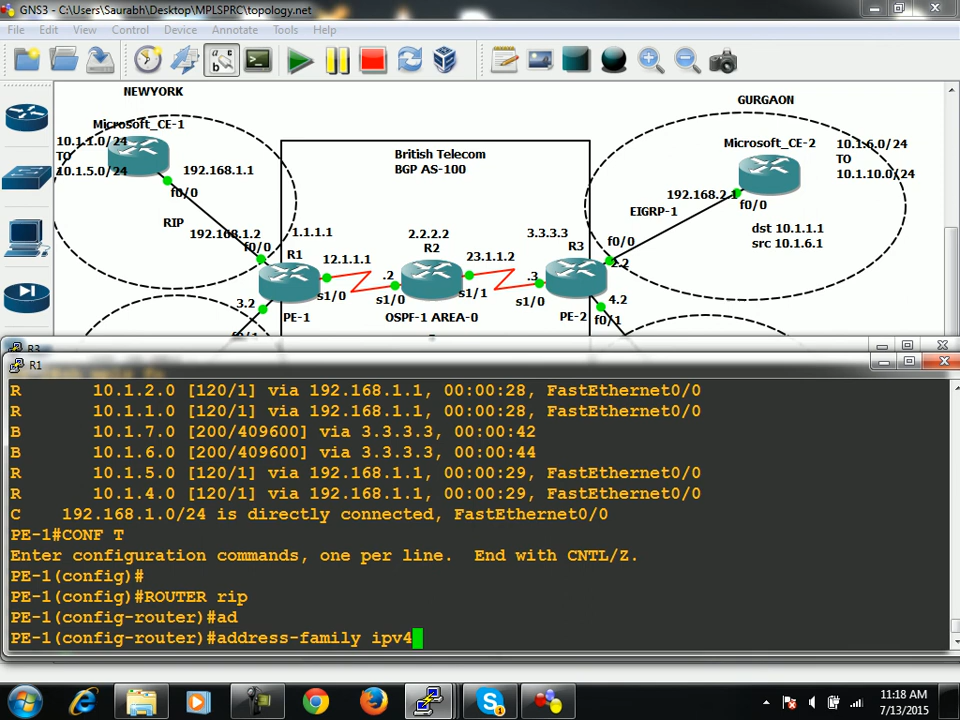 GNS3 - C:\Users\Saurabh\Desktop\MPLSPRC\topology.net
File Edit View Control Device Annotate Tools Help
NEWYORK
GURGAON
Microsoft_CE-1
10.1.1.0/24
TO
10.1.5.0/24
192.168.1.1
f0/0
RIP
192.168.1.2
f0/0
British Telecom
BGP AS-100
Microsoft_CE-2
10.1.6.0/24
TO
10.1.10.0/24
192.168.2.1
f0/0
EIGRP-1
dst 10.1.1.1
src 10.1.6.1
1.1.1.1
R1
12.1.1.1
s1/0
3.2
PE-1
2.2.2.2
R2
.2
s1/0
23.1.1.2
s1/1
OSPF-1 AREA-0
3.3.3.3
R3
f0/0
2.2
.3
s1/0
4.2
PE-2
f0/1
R3
R1
R 10.1.2.0 [120/1] via 192.168.1.1, 00:00:28, FastEthernet0/0
R 10.1.1.0 [120/1] via 192.168.1.1, 00:00:28, FastEthernet0/0
B 10.1.7.0 [200/409600] via 3.3.3.3, 00:00:42
B 10.1.6.0 [200/409600] via 3.3.3.3, 00:00:44
R 10.1.5.0 [120/1] via 192.168.1.1, 00:00:29, FastEthernet0/0
R 10.1.4.0 [120/1] via 192.168.1.1, 00:00:29, FastEthernet0/0
C 192.168.1.0/24 is directly connected, FastEthernet0/0
PE-1#CONF T
Enter configuration commands, one per line. End with CNTL/Z.
PE-1(config)#
PE-1(config)#ROUTER rip
PE-1(config-router)#ad
PE-1(config-router)#address-family ipv4
11:18 AM
7/13/2015